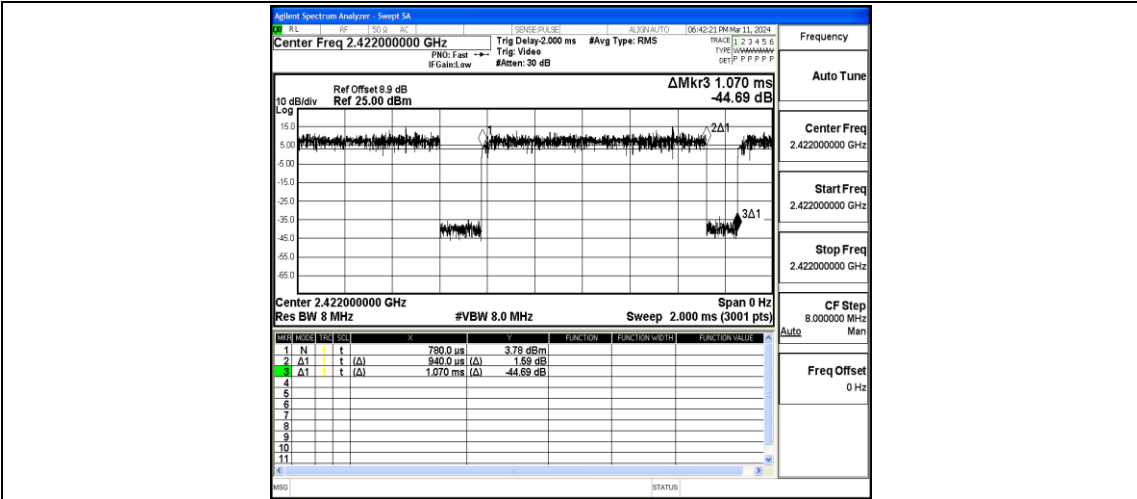 Agilent Spectrum Analyzer - Swept SA
RL RF 50 Ω AC SENSE:PULSE ALIGN AUTO 06:42:21 PM Mar 11, 2024
Center Freq 2.422000000 GHz
PNO: Fast
IFGain:Low
Trig Delay-2.000 ms
Trig: Video
#Atten: 30 dB
#Avg Type: RMS
TRACE 1 2 3 4 5 6
TYPE
DET P P P P P P
Frequency
Auto Tune
Center Freq
2.422000000 GHz
Start Freq
2.422000000 GHz
Stop Freq
2.422000000 GHz
CF Step
8.000000 MHz
Auto Man
Freq Offset
0 Hz
ΔMkr3 1.070 ms
-44.69 dB
Ref Offset 8.9 dB
10 dB/div Ref 25.00 dBm
Log
15.0
5.00
-5.00
-15.0
-25.0
-35.0
-45.0
-55.0
-65.0
1
2Δ1
3Δ1
Center 2.422000000 GHz Span 0 Hz
Res BW 8 MHz #VBW 8.0 MHz Sweep 2.000 ms (3001 pts)
MKR MODE TRC SCL X Y FUNCTION FUNCTION WIDTH FUNCTION VALUE
1 N 1 t 780.0 µs 3.78 dBm
2 Δ1 1 t (Δ) 940.0 µs (Δ) 1.59 dB
3 Δ1 1 t (Δ) 1.070 ms (Δ) -44.69 dB
4
5
6
7
8
9
10
11
MSG STATUS